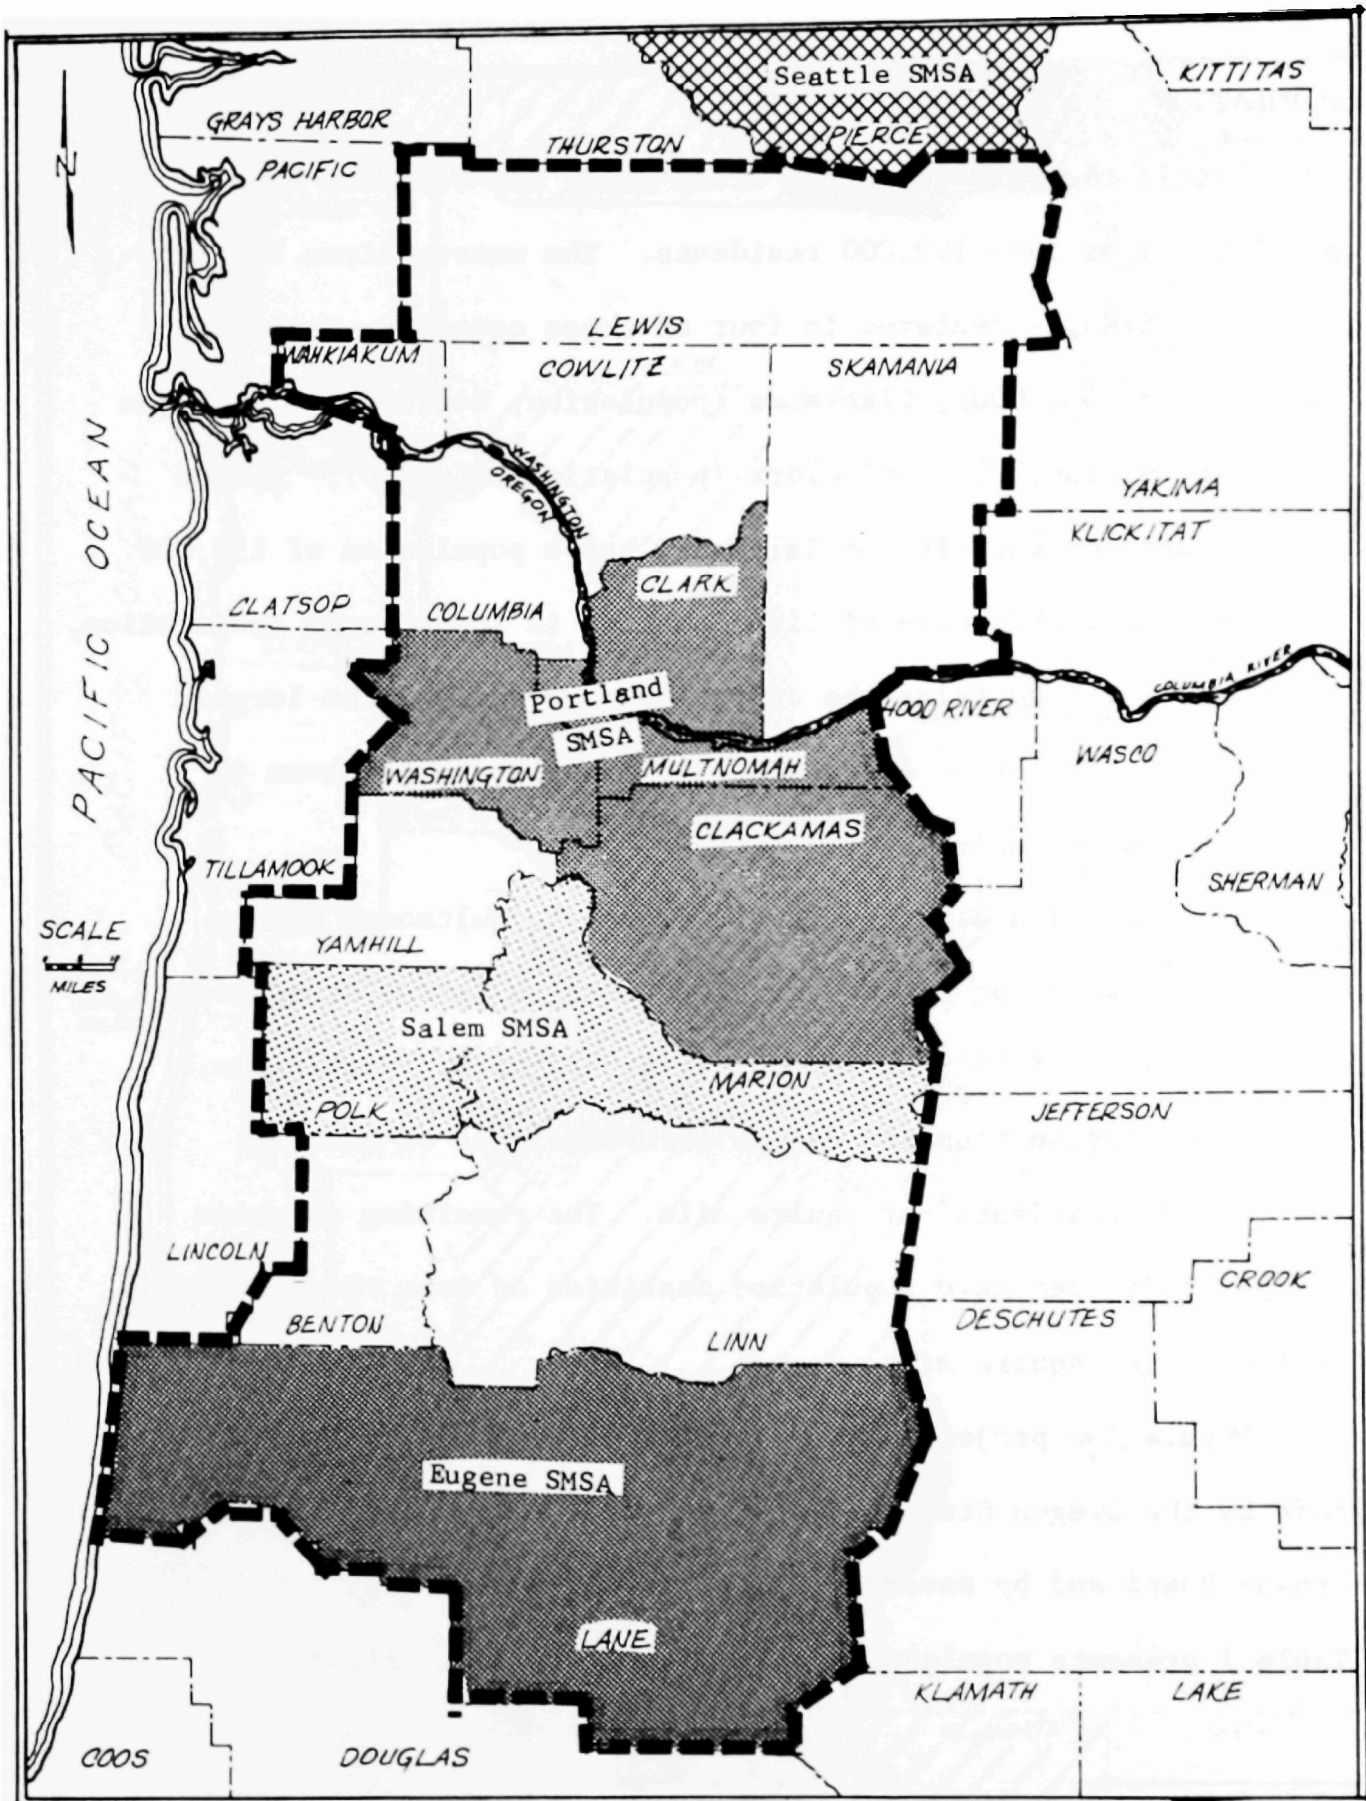 Seattle SMSA
KITTITAS
GRAYS HARBOR
THURSTON
PIERCE
N
PACIFIC
LEWIS
WAHKIAKUM
COWLITZ
SKAMANIA
WASHINGTON
OREGON
YAKIMA
KLICKITAT
PACIFIC OCEAN
CLARK
CLATSOP
COLUMBIA
COLUMBIA RIVER
Portland
SMSA
HOOD RIVER
WASCO
WASHINGTON
MULTNOMAH
CLACKAMAS
TILLAMOOK
SHERMAN
SCALE
MILES
YAMHILL
Salem SMSA
MARION
POLK
JEFFERSON
LINCOLN
CROOK
DESCHUTES
BENTON
LINN
Eugene SMSA
LANE
KLAMATH
LAKE
COOS
DOUGLAS